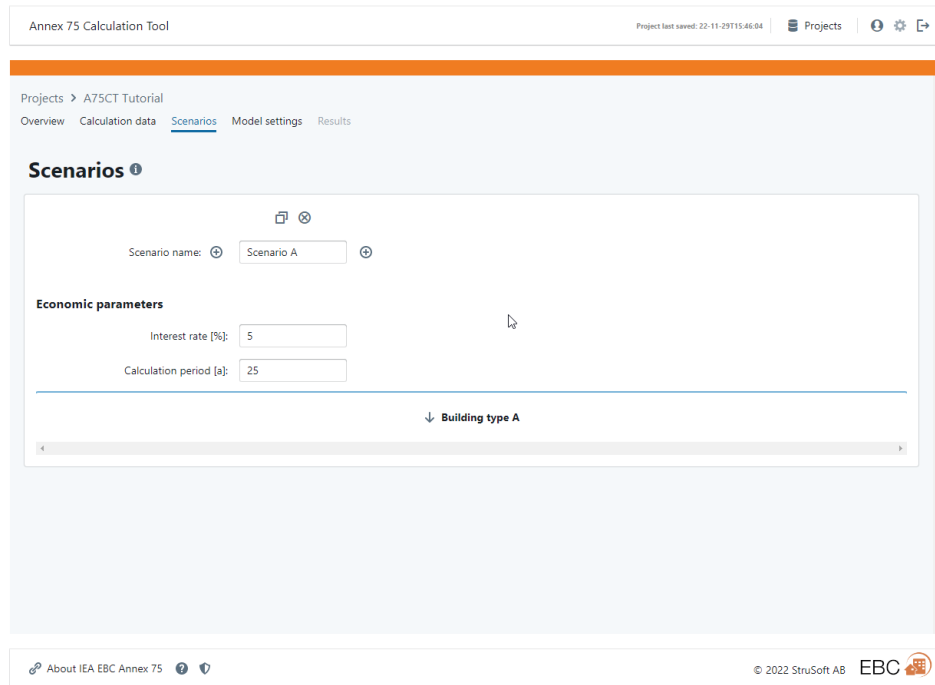 Annex 75 Calculation Tool
Project last saved: 22-11-29T15:46:04
Projects
Projects > A75CT Tutorial
Overview Calculation data Scenarios Model settings Results
Scenarios
Scenario name: Scenario A
Economic parameters
Interest rate [%]: 5
Calculation period [a]: 25
Building type A
About IEA EBC Annex 75
© 2022 StruSoft AB EBC